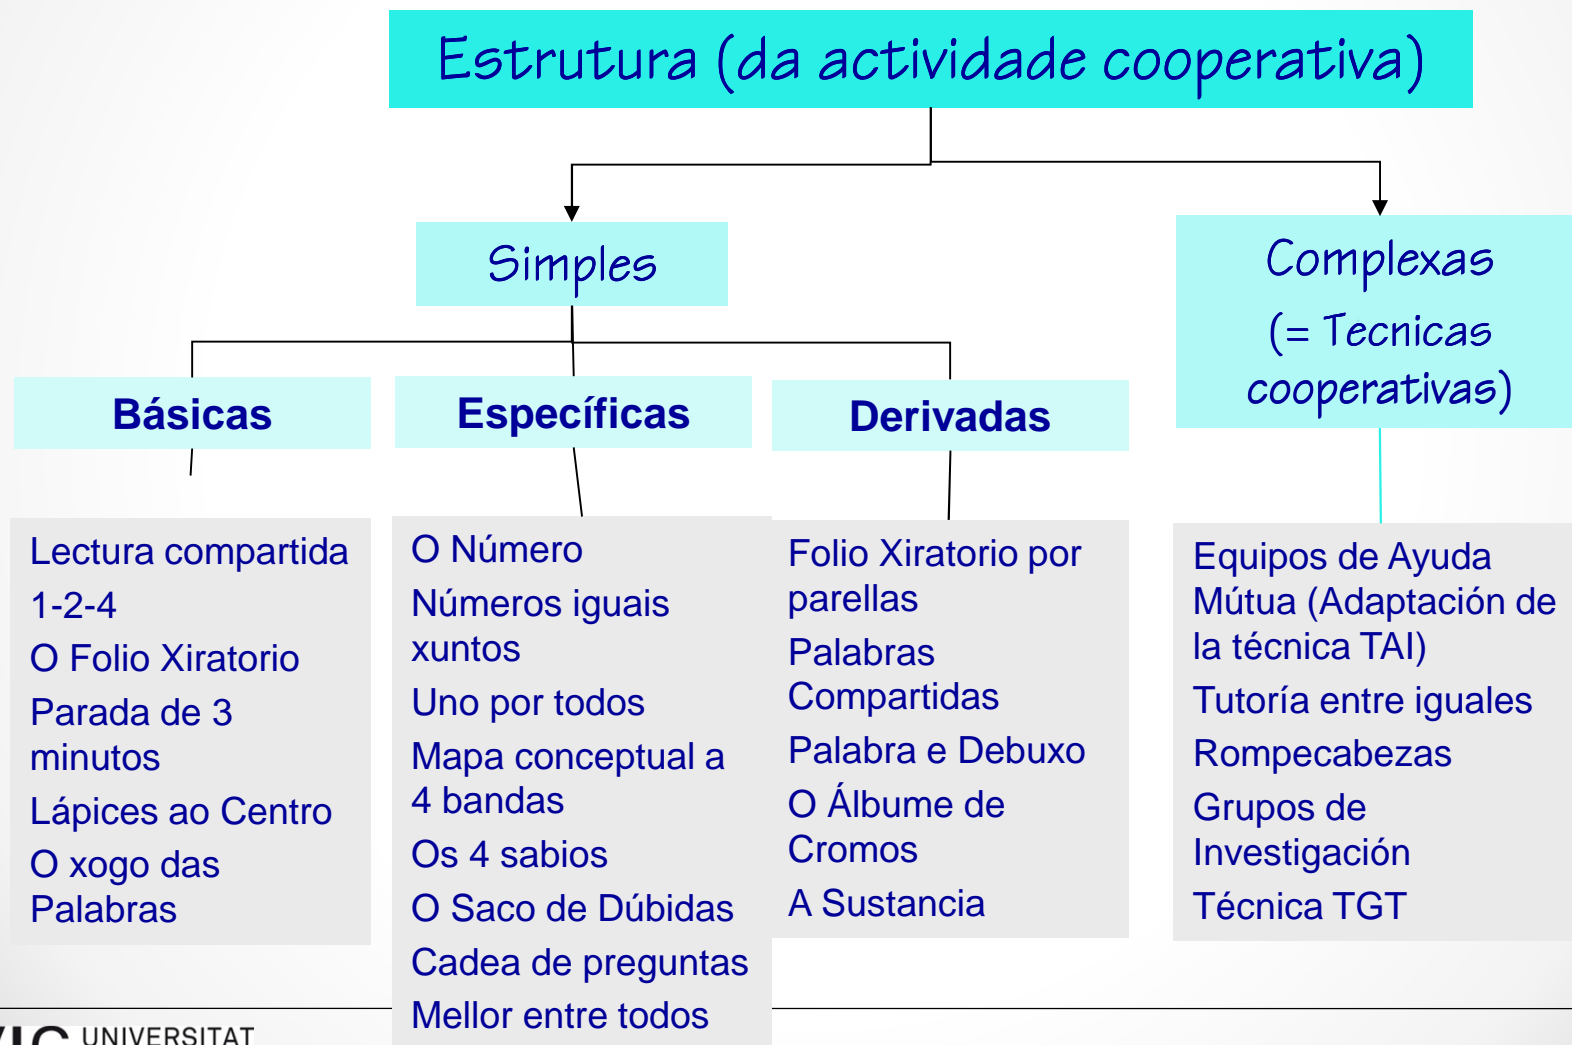 Estrutura (da actividade cooperativa)
Simples
Complexas
(= Tecnicas
cooperativas)
Básicas
Específicas
Derivadas
Lectura compartida
1-2-4
O Folio Xiratorio
Parada de 3
minutos
Lápices ao Centro
O xogo das
Palabras
O Número
Números iguais
xuntos
Uno por todos
Mapa conceptual a
4 bandas
Os 4 sabios
O Saco de Dúbidas
Cadea de preguntas
Mellor entre todos
Folio Xiratorio por
parellas
Palabras
Compartidas
Palabra e Debuxo
O Álbume de
Cromos
A Sustancia
Equipos de Ayuda
Mútua (Adaptación de
la técnica TAI)
Tutoría entre iguales
Rompecabezas
Grupos de
Investigación
Técnica TGT
UNIVERSITAT